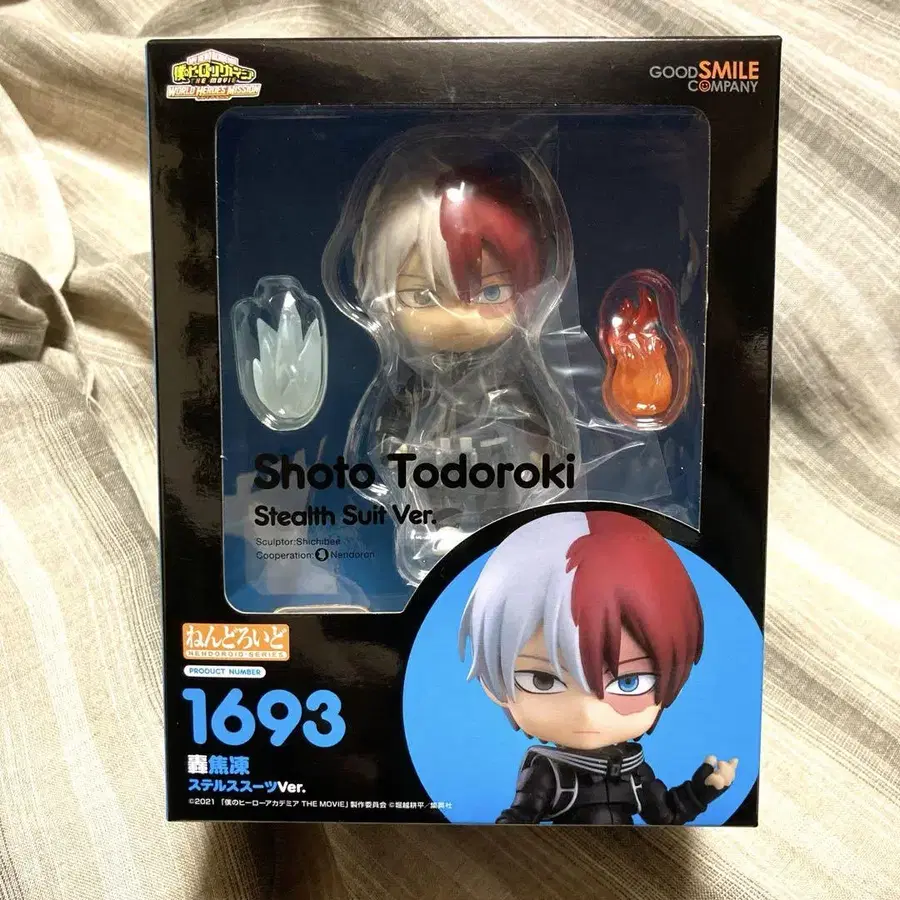 MY HERO ACADEMIA
僕のヒーローアカデミア
THE MOVIE
WORLD HEROES MISSION
GOOD SMILE
COMPANY
Shoto Todoroki
Stealth Suit Ver.
Sculptor:Shichibee
Cooperation: Nendoron
ねんどろいど
NENDOROID SERIES
PRODUCT NUMBER
1693
轟焦凍
ステルススーツVer.
©2021 「僕のヒーローアカデミア THE MOVIE」製作委員会 ©堀越耕平／集英社